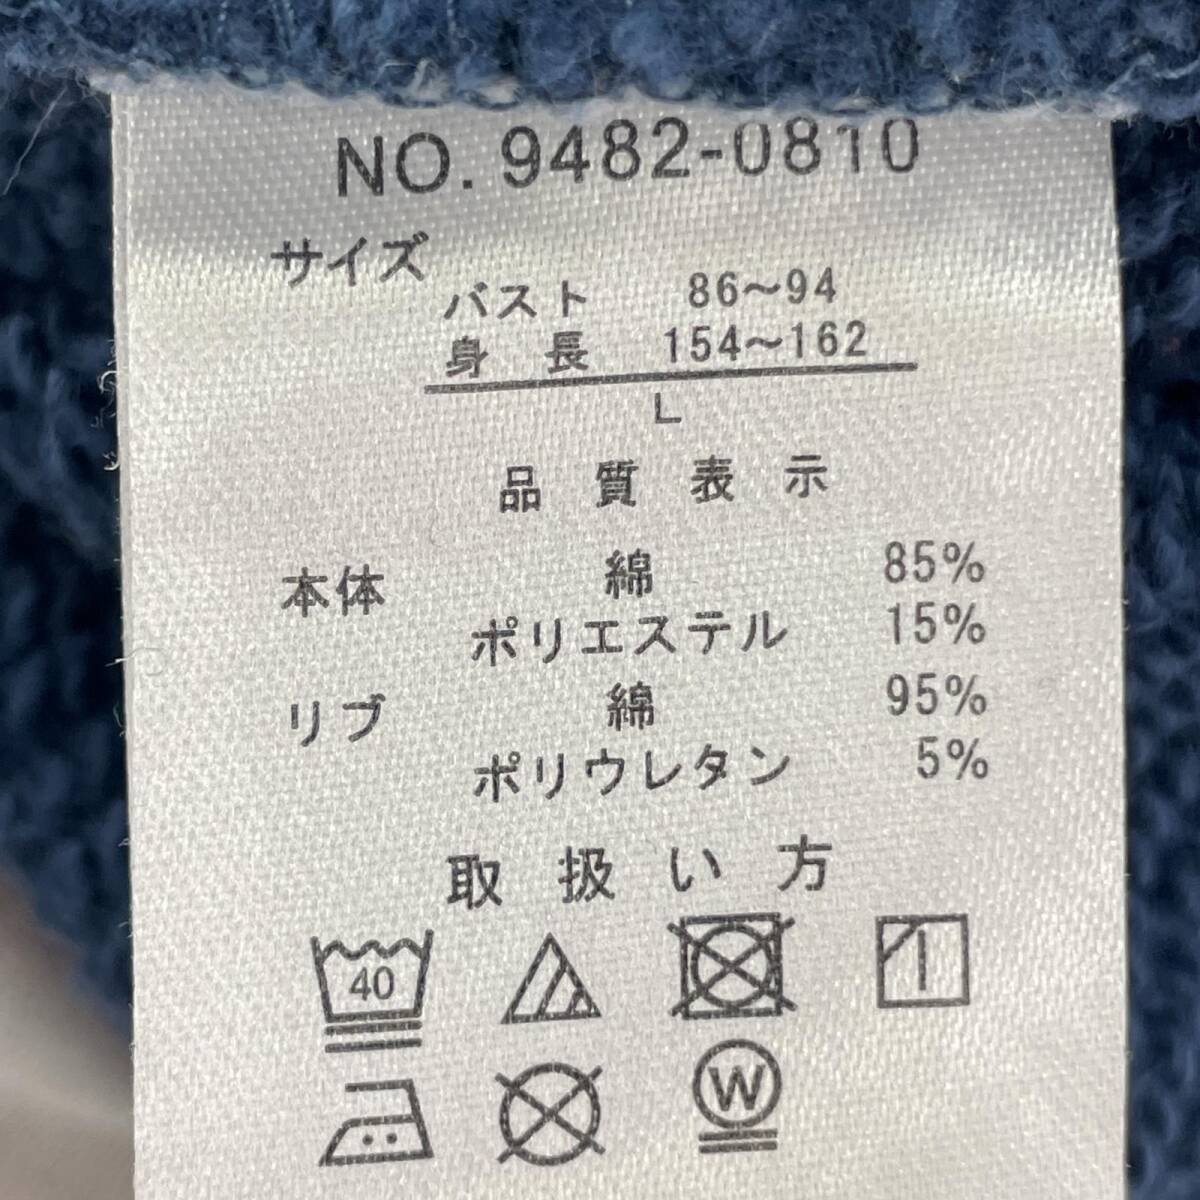 NO. 9482-0810
サイズ
バスト 86〜94
身長 154〜162
L
品質表示
本体 綿 85%
ポリエステル 15%
リブ 綿 95%
ポリウレタン 5%
取扱い方
40
W